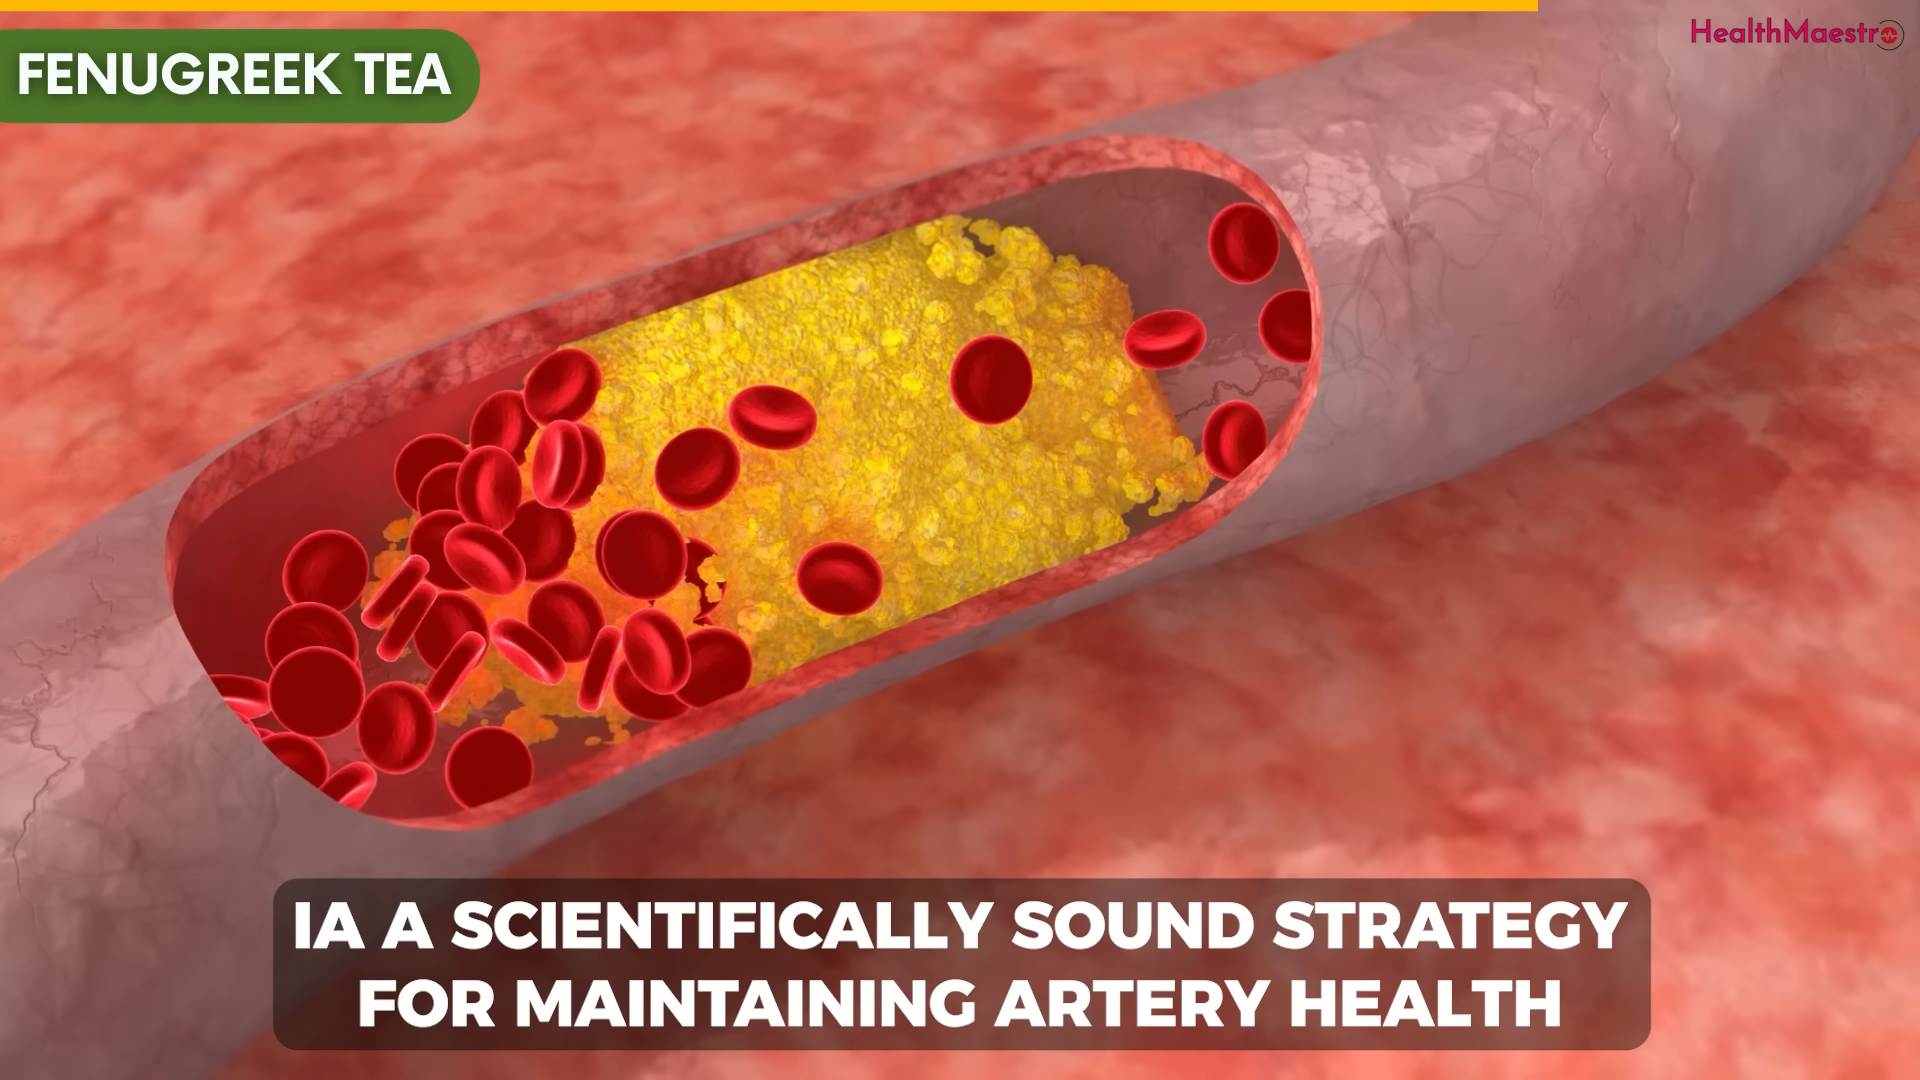 HealthMaestro
FENUGREEK TEA
IA A SCIENTIFICALLY SOUND STRATEGY
FOR MAINTAINING ARTERY HEALTH